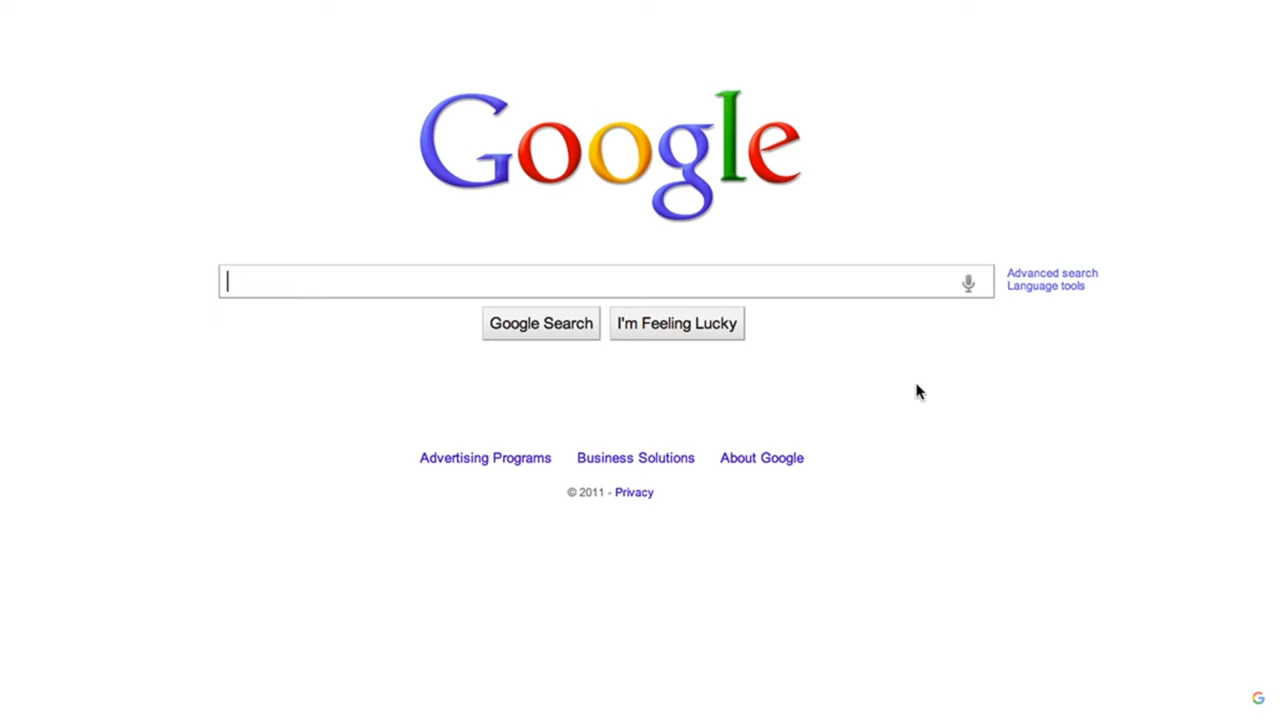 Google
Advanced search
Language tools
Google Search
I'm Feeling Lucky
Advertising Programs
Business Solutions
About Google
© 2011 - Privacy
G